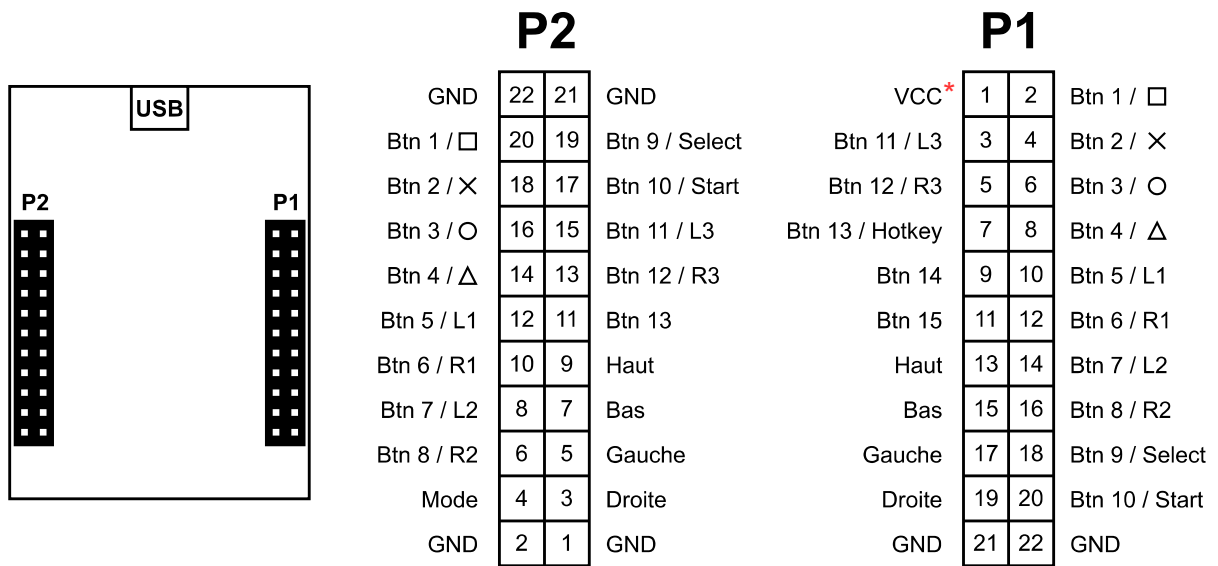 P2 P1
USB
P2 P1
GND 22 21 GND
Btn 1 / □ 20 19 Btn 9 / Select
Btn 2 / ✕ 18 17 Btn 10 / Start
Btn 3 / ○ 16 15 Btn 11 / L3
Btn 4 / △ 14 13 Btn 12 / R3
Btn 5 / L1 12 11 Btn 13
Btn 6 / R1 10 9 Haut
Btn 7 / L2 8 7 Bas
Btn 8 / R2 6 5 Gauche
Mode 4 3 Droite
GND 2 1 GND
VCC* 1 2 Btn 1 / □
Btn 11 / L3 3 4 Btn 2 / ✕
Btn 12 / R3 5 6 Btn 3 / ○
Btn 13 / Hotkey 7 8 Btn 4 / △
Btn 14 9 10 Btn 5 / L1
Btn 15 11 12 Btn 6 / R1
Haut 13 14 Btn 7 / L2
Bas 15 16 Btn 8 / R2
Gauche 17 18 Btn 9 / Select
Droite 19 20 Btn 10 / Start
GND 21 22 GND